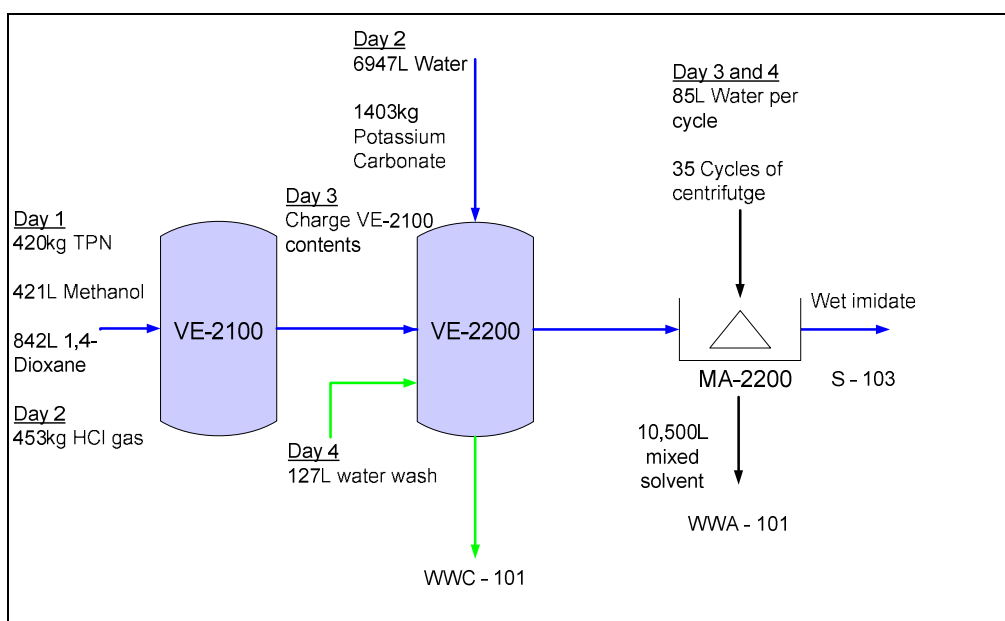 Day 1
420kg TPN
421L Methanol
842L 1,4-
Dioxane
Day 2
453kg HCl gas
VE-2100
Day 3
Charge VE-2100
contents
Day 2
6947L Water
1403kg
Potassium
Carbonate
VE-2200
Day 4
127L water wash
WWC - 101
Day 3 and 4
85L Water per
cycle
35 Cycles of
centrifutge
MA-2200
Wet imidate
S - 103
10,500L
mixed
solvent
WWA - 101